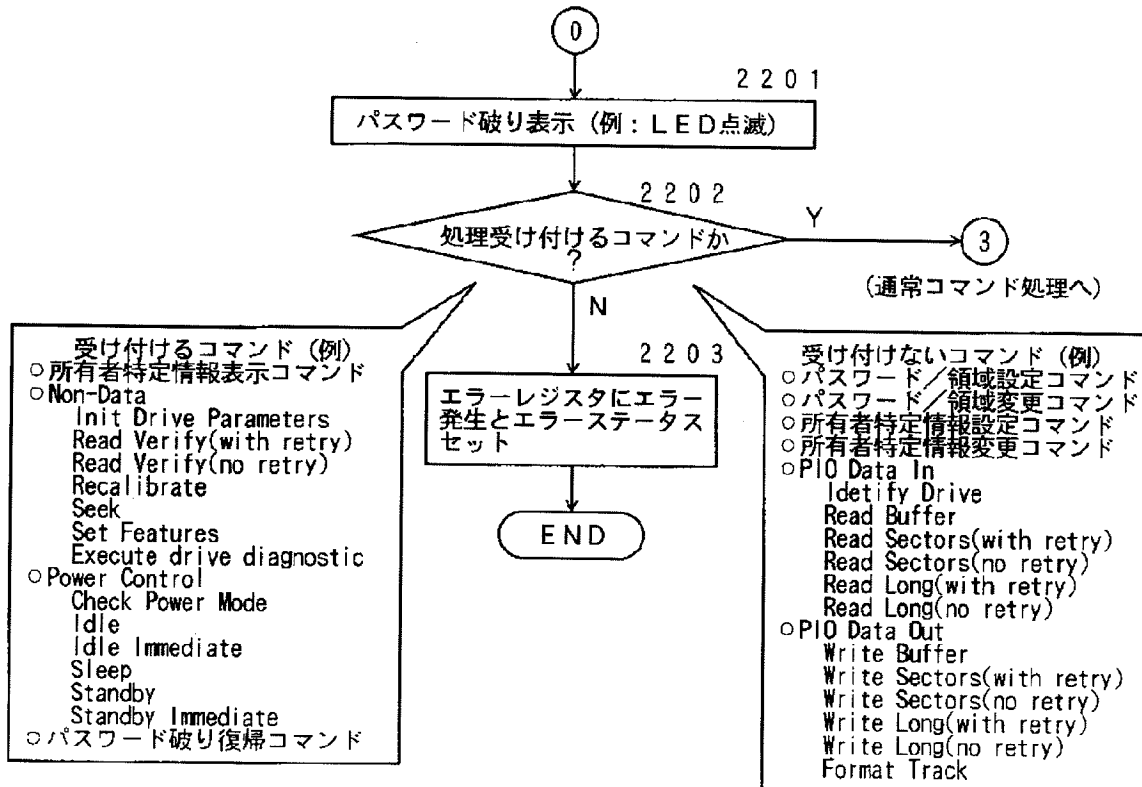 0
2201
パスワード破り表示 (例:LED点滅)
2202
処理受け付けるコマンドか
?
Y
3
(通常コマンド処理へ)
N
2203
エラーレジスタにエラー
発生とエラーステータス
セット
END
受け付けるコマンド (例)
○所有者特定情報表示コマンド
○Non-Data
Init Drive Parameters
Read Verify(with retry)
Read Verify(no retry)
Recalibrate
Seek
Set Features
Execute drive diagnostic
○Power Control
Check Power Mode
Idle
Idle Immediate
Sleep
Standby
Standby Immediate
○パスワード破り復帰コマンド
受け付けないコマンド (例)
○パスワード/領域設定コマンド
○パスワード/領域変更コマンド
○所有者特定情報設定コマンド
○所有者特定情報変更コマンド
○PIO Data In
Idetify Drive
Read Buffer
Read Sectors(with retry)
Read Sectors(no retry)
Read Long(with retry)
Read Long(no retry)
○PIO Data Out
Write Buffer
Write Sectors(with retry)
Write Sectors(no retry)
Write Long(with retry)
Write Long(no retry)
Format Track